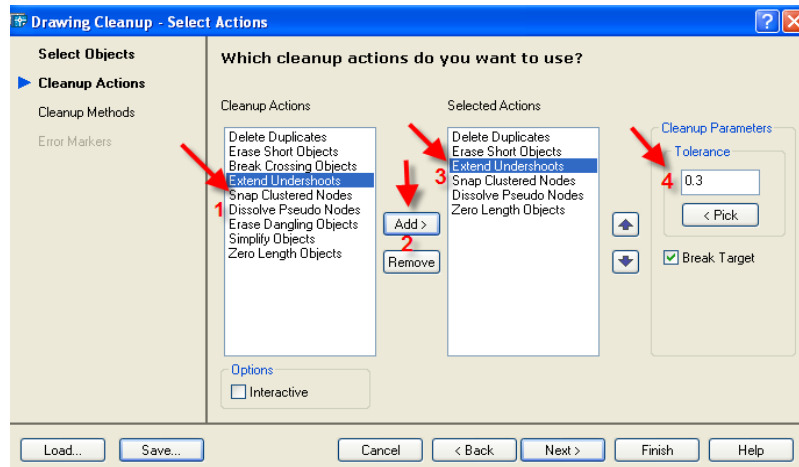 Drawing Cleanup - Select Actions
Select Objects
Cleanup Actions
Cleanup Methods
Error Markers
Which cleanup actions do you want to use?
Cleanup Actions
Delete Duplicates
Erase Short Objects
Break Crossing Objects
Extend Undershoots
Snap Clustered Nodes
Dissolve Pseudo Nodes
Erase Dangling Objects
Simplify Objects
Zero Length Objects
1
Add >
2
Remove
Selected Actions
Delete Duplicates
Erase Short Objects
Extend Undershoots
Snap Clustered Nodes
Dissolve Pseudo Nodes
Zero Length Objects
3
Cleanup Parameters
Tolerance
4
0.3
< Pick
Break Target
Options
Interactive
Load...
Save...
Cancel
< Back
Next >
Finish
Help